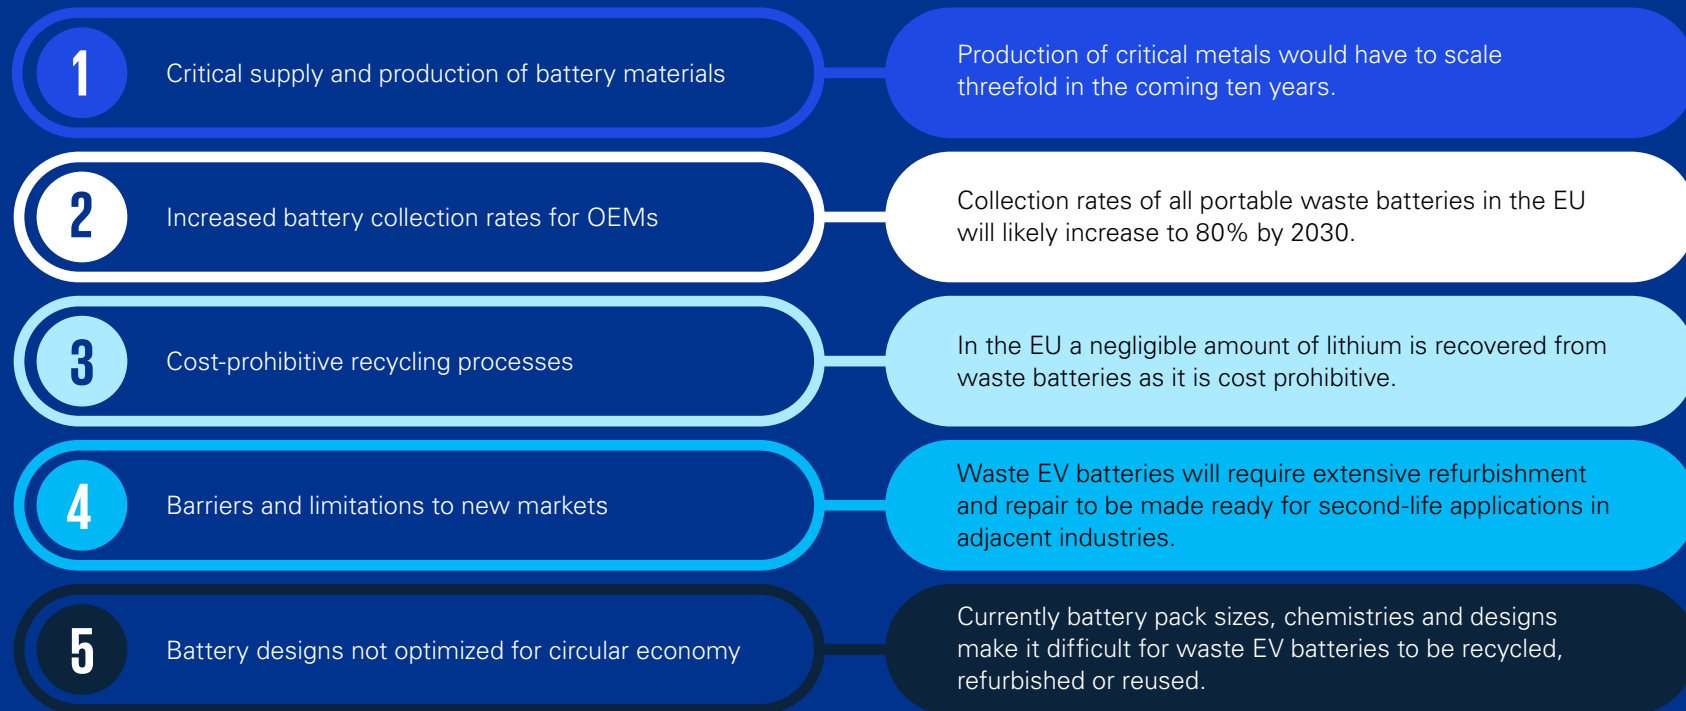 1
Critical supply and production of battery materials
Production of critical metals would have to scale
threefold in the coming ten years.
2
Increased battery collection rates for OEMs
Collection rates of all portable waste batteries in the EU
will likely increase to 80% by 2030.
3
Cost-prohibitive recycling processes
In the EU a negligible amount of lithium is recovered from
waste batteries as it is cost prohibitive.
4
Barriers and limitations to new markets
Waste EV batteries will require extensive refurbishment
and repair to be made ready for second-life applications in
adjacent industries.
5
Battery designs not optimized for circular economy
Currently battery pack sizes, chemistries and designs
make it difficult for waste EV batteries to be recycled,
refurbished or reused.